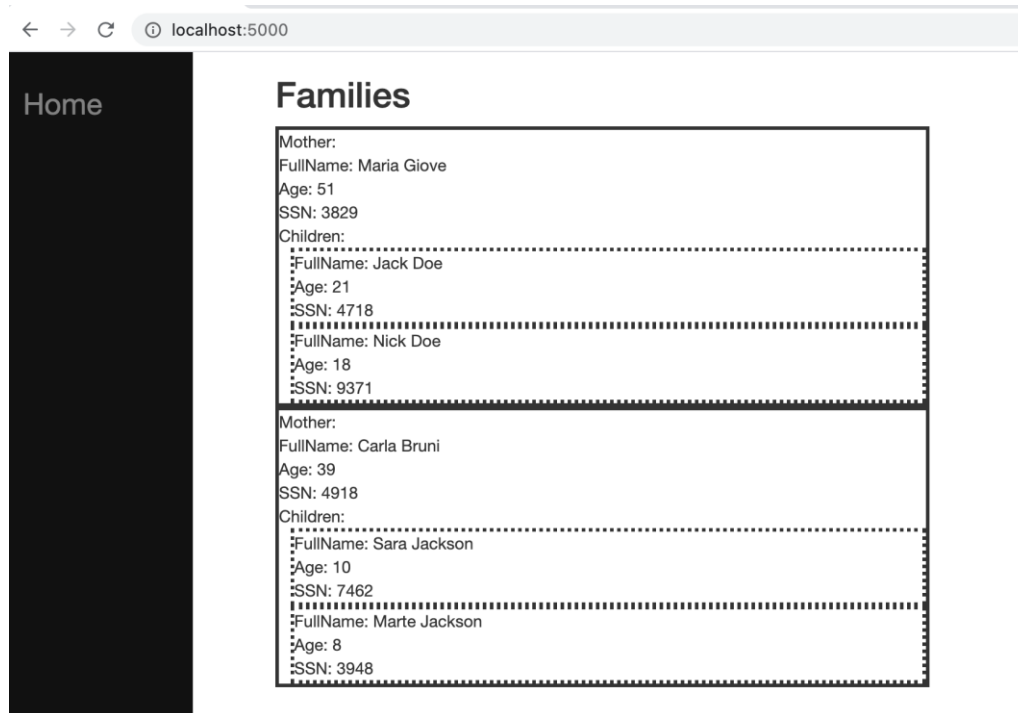 localhost:5000
Home
Families
Mother:
FullName: Maria Giove
Age: 51
SSN: 3829
Children:
FullName: Jack Doe
Age: 21
SSN: 4718
FullName: Nick Doe
Age: 18
SSN: 9371
Mother:
FullName: Carla Bruni
Age: 39
SSN: 4918
Children:
FullName: Sara Jackson
Age: 10
SSN: 7462
FullName: Marte Jackson
Age: 8
SSN: 3948